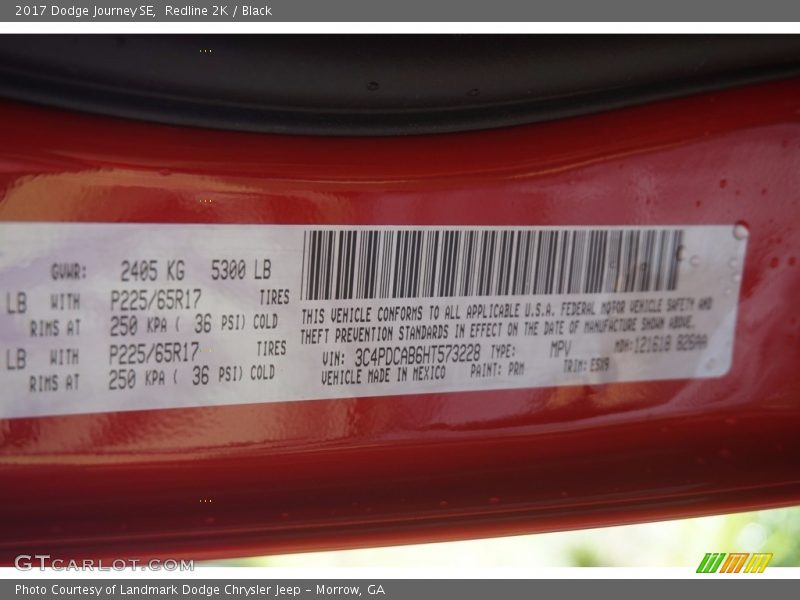 2017 Dodge Journey SE, Redline 2K / Black
GVWR: 2405 KG 5300 LB
LB WITH P225/65R17 TIRES
RIMS AT 250 KPA ( 36 PSI) COLD
LB WITH P225/65R17 TIRES
RIMS AT 250 KPA ( 36 PSI) COLD
THIS VEHICLE CONFORMS TO ALL APPLICABLE U.S.A. FEDERAL MOTOR VEHICLE SAFETY AND
THEFT PREVENTION STANDARDS IN EFFECT ON THE DATE OF MANUFACTURE SHOWN ABOVE.
VIN: 3C4PDCAB6HT573228 TYPE: MPV MDH:121618
VEHICLE MADE IN MEXICO PAINT: PRM TRIM:
GTCARLOT.COM
Photo Courtesy of Landmark Dodge Chrysler Jeep – Morrow, GA